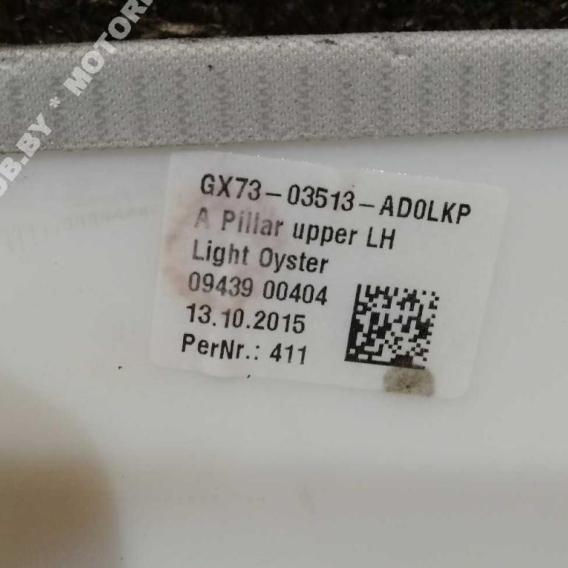 GX73-03513-AD0LKP
A Pillar upper LH
Light Oyster
09439 00404
13.10.2015
PerNr.: 411